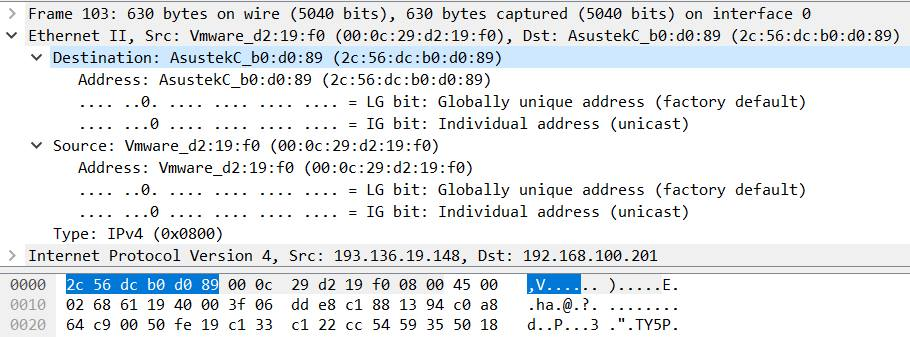 Frame 103: 630 bytes on wire (5040 bits), 630 bytes captured (5040 bits) on interface 0
Ethernet II, Src: Vmware_d2:19:f0 (00:0c:29:d2:19:f0), Dst: AsustekC_b0:d0:89 (2c:56:dc:b0:d0:89)
Destination: AsustekC_b0:d0:89 (2c:56:dc:b0:d0:89)
Address: AsustekC_b0:d0:89 (2c:56:dc:b0:d0:89)
.... ..0. .... .... .... .... = LG bit: Globally unique address (factory default)
.... ...0 .... .... .... .... = IG bit: Individual address (unicast)
Source: Vmware_d2:19:f0 (00:0c:29:d2:19:f0)
Address: Vmware_d2:19:f0 (00:0c:29:d2:19:f0)
.... ..0. .... .... .... .... = LG bit: Globally unique address (factory default)
.... ...0 .... .... .... .... = IG bit: Individual address (unicast)
Type: IPv4 (0x0800)
Internet Protocol Version 4, Src: 193.136.19.148, Dst: 192.168.100.201
0000 2c 56 dc b0 d0 89 00 0c 29 d2 19 f0 08 00 45 00 ,V...... ).....E.
0010 02 68 61 19 40 00 3f 06 dd e8 c1 88 13 94 c0 a8 .ha.@.?. ........
0020 64 c9 00 50 fe 19 c1 33 c1 22 cc 54 59 35 50 18 d..P...3 .".TY5P.